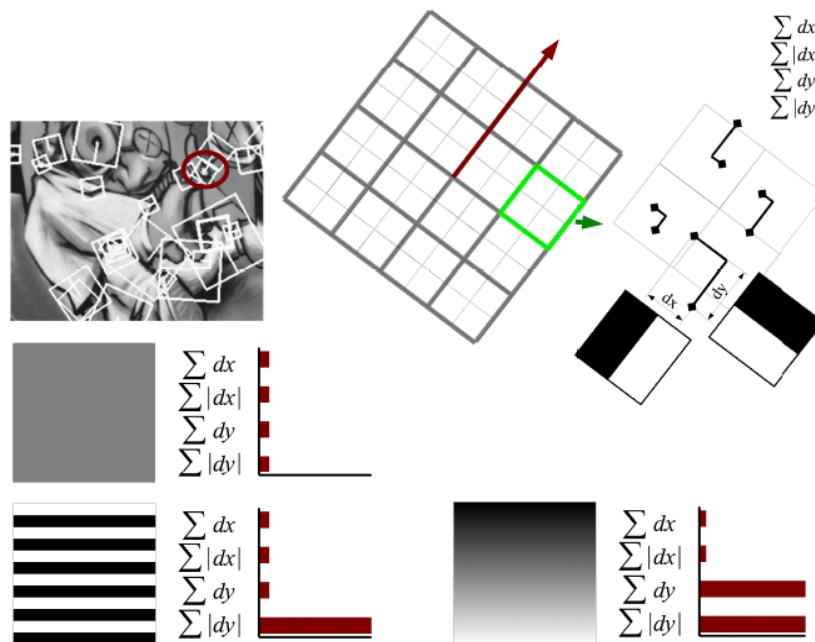 ∑ dx
∑ |dx
∑ dy
∑ |dy
dx
dy
∑ dx
∑ |dx|
∑ dy
∑ |dy|
∑ dx
∑ |dx|
∑ dy
∑ |dy|
∑ dx
∑ |dx|
∑ dy
∑ |dy|